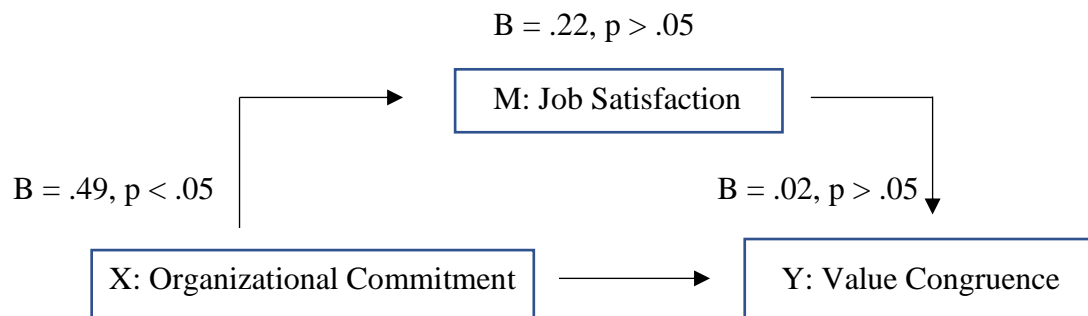 B = .22, p > .05
M: Job Satisfaction
B = .49, p < .05
B = .02, p > .05
X: Organizational Commitment
Y: Value Congruence